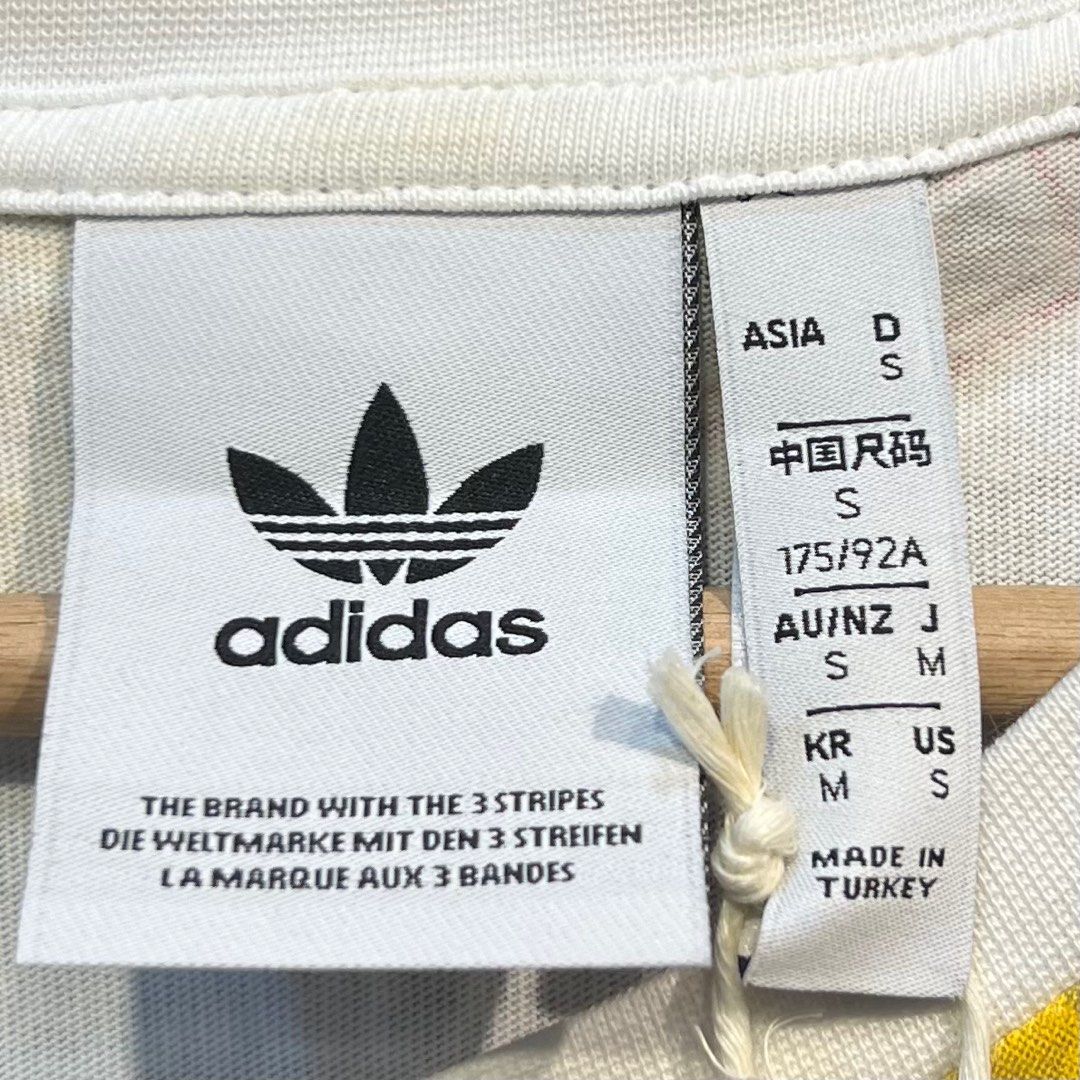 adidas
THE BRAND WITH THE 3 STRIPES
DIE WELTMARKE MIT DEN 3 STREIFEN
LA MARQUE AUX 3 BANDES
ASIA D
S
中国尺码
S
175/92A
AU/NZ J
S M
KR US
M S
MADE IN
TURKEY